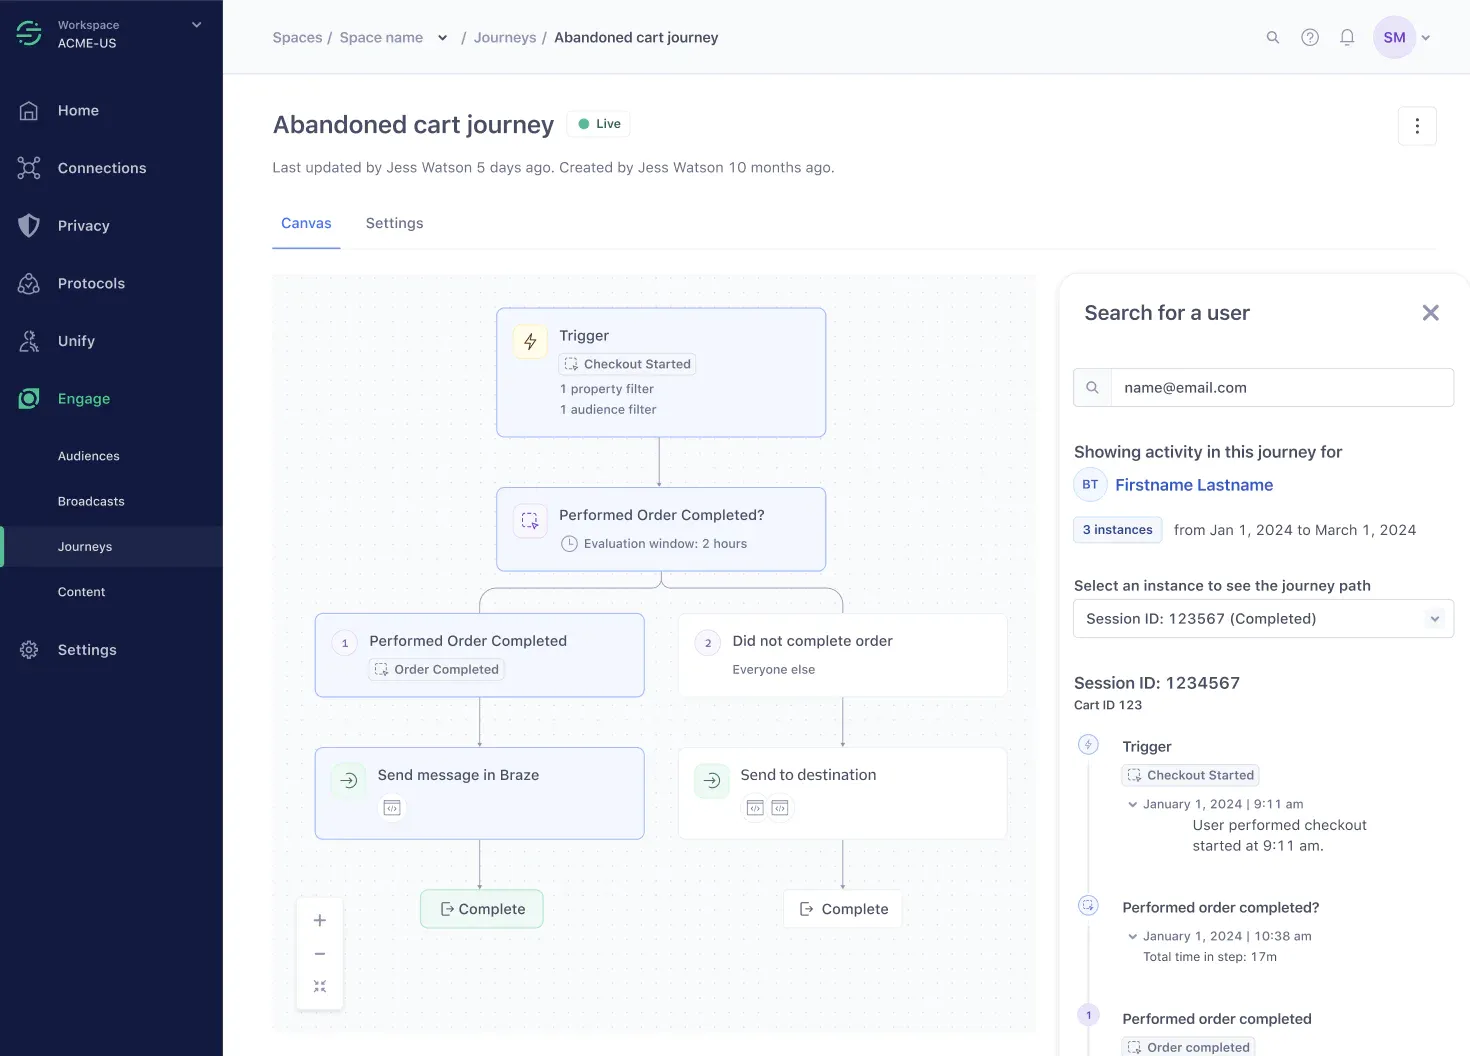 Workspace
ACME-US
Home
Connections
Privacy
Protocols
Unify
Engage
Audiences
Broadcasts
Journeys
Content
Settings
Spaces / Space name / Journeys / Abandoned cart journey
SM
Abandoned cart journey
Live
Last updated by Jess Watson 5 days ago. Created by Jess Watson 10 months ago.
Canvas
Settings
Trigger
Checkout Started
1 property filter
1 audience filter
Performed Order Completed?
Evaluation window: 2 hours
1
Performed Order Completed
Order Completed
2
Did not complete order
Everyone else
Send message in Braze
Send to destination
Complete
Complete
Search for a user
name@email.com
Showing activity in this journey for
BT
Firstname Lastname
3 instances
from Jan 1, 2024 to March 1, 2024
Select an instance to see the journey path
Session ID: 123567 (Completed)
Session ID: 1234567
Cart ID 123
Trigger
Checkout Started
January 1, 2024 | 9:11 am
User performed checkout
started at 9:11 am.
Performed order completed?
January 1, 2024 | 10:38 am
Total time in step: 17m
1
Performed order completed
Order completed